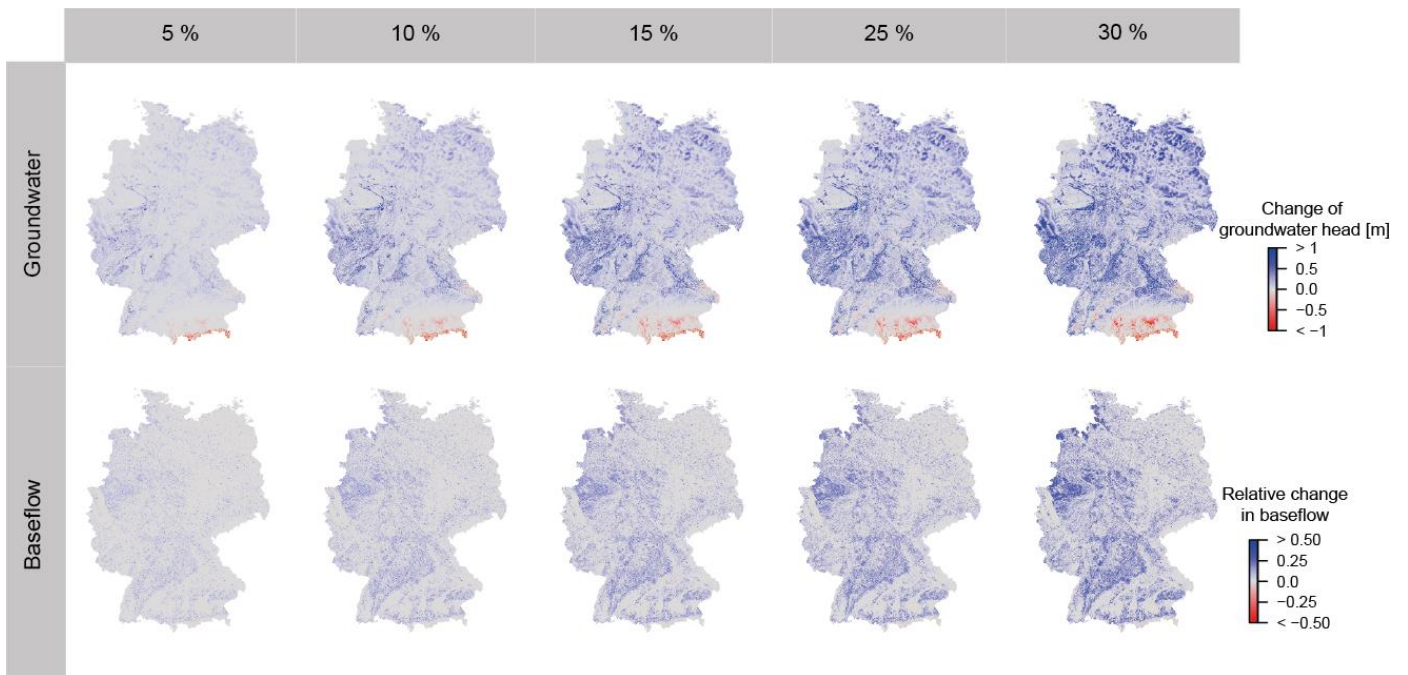 5 % 10 % 15 % 25 % 30 %
Groundwater
Change of
groundwater head [m]
> 1
0.5
0.0
−0.5
< −1
Baseflow
Relative change
in baseflow
> 0.50
0.25
0.0
−0.25
< −0.50